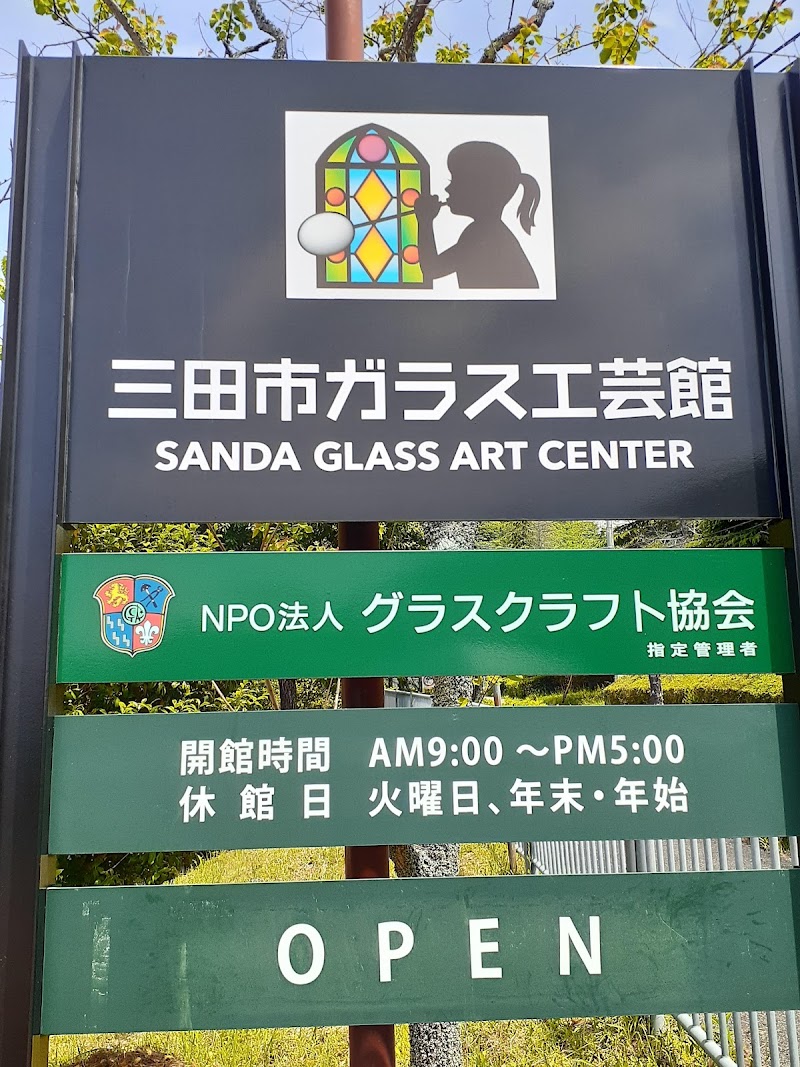 三田市ガラス工芸館
SANDA GLASS ART CENTER
NPO法人 グラスクラフト協会
指定管理者
開館時間 AM9:00 ～PM5:00
休館日 火曜日、年末・年始
OPEN